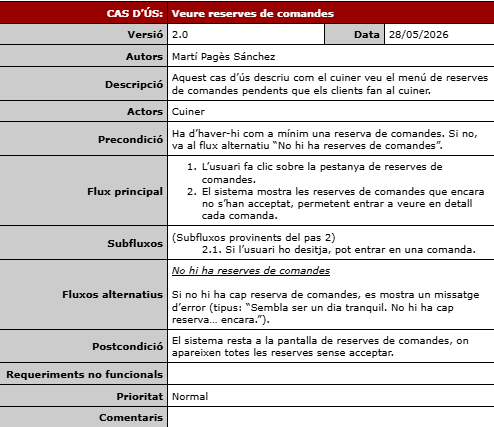 CAS D'ÚS: Veure reserves de comandes
Versió 2.0 Data 28/05/2026
Autors Martí Pagès Sánchez
Descripció Aquest cas d'ús descriu com el cuiner veu el menú de reserves
de comandes pendents que els clients fan al cuiner.
Actors Cuiner
Precondició Ha d'haver-hi com a mínim una reserva de comandes. Si no,
va al flux alternatiu “No hi ha reserves de comandes”.
Flux principal
1. L'usuari fa clic sobre la pestanya de reserves de
comandes.
2. El sistema mostra les reserves de comandes que encara
no s'han acceptat, permetent entrar a veure en detall
cada comanda.
Subfluxos (Subfluxos provinents del pas 2)
2.1. Si l'usuari ho desitja, pot entrar en una comanda.
Fluxos alternatius
No hi ha reserves de comandes
Si no hi ha cap reserva de comandes, es mostra un missatge
d'error (tipus: “Sembla ser un dia tranquil. No hi ha cap
reserva… encara.”).
Postcondició El sistema resta a la pantalla de reserves de comandes, on
apareixen totes les reserves sense acceptar.
Requeriments no funcionals
Prioritat Normal
Comentaris